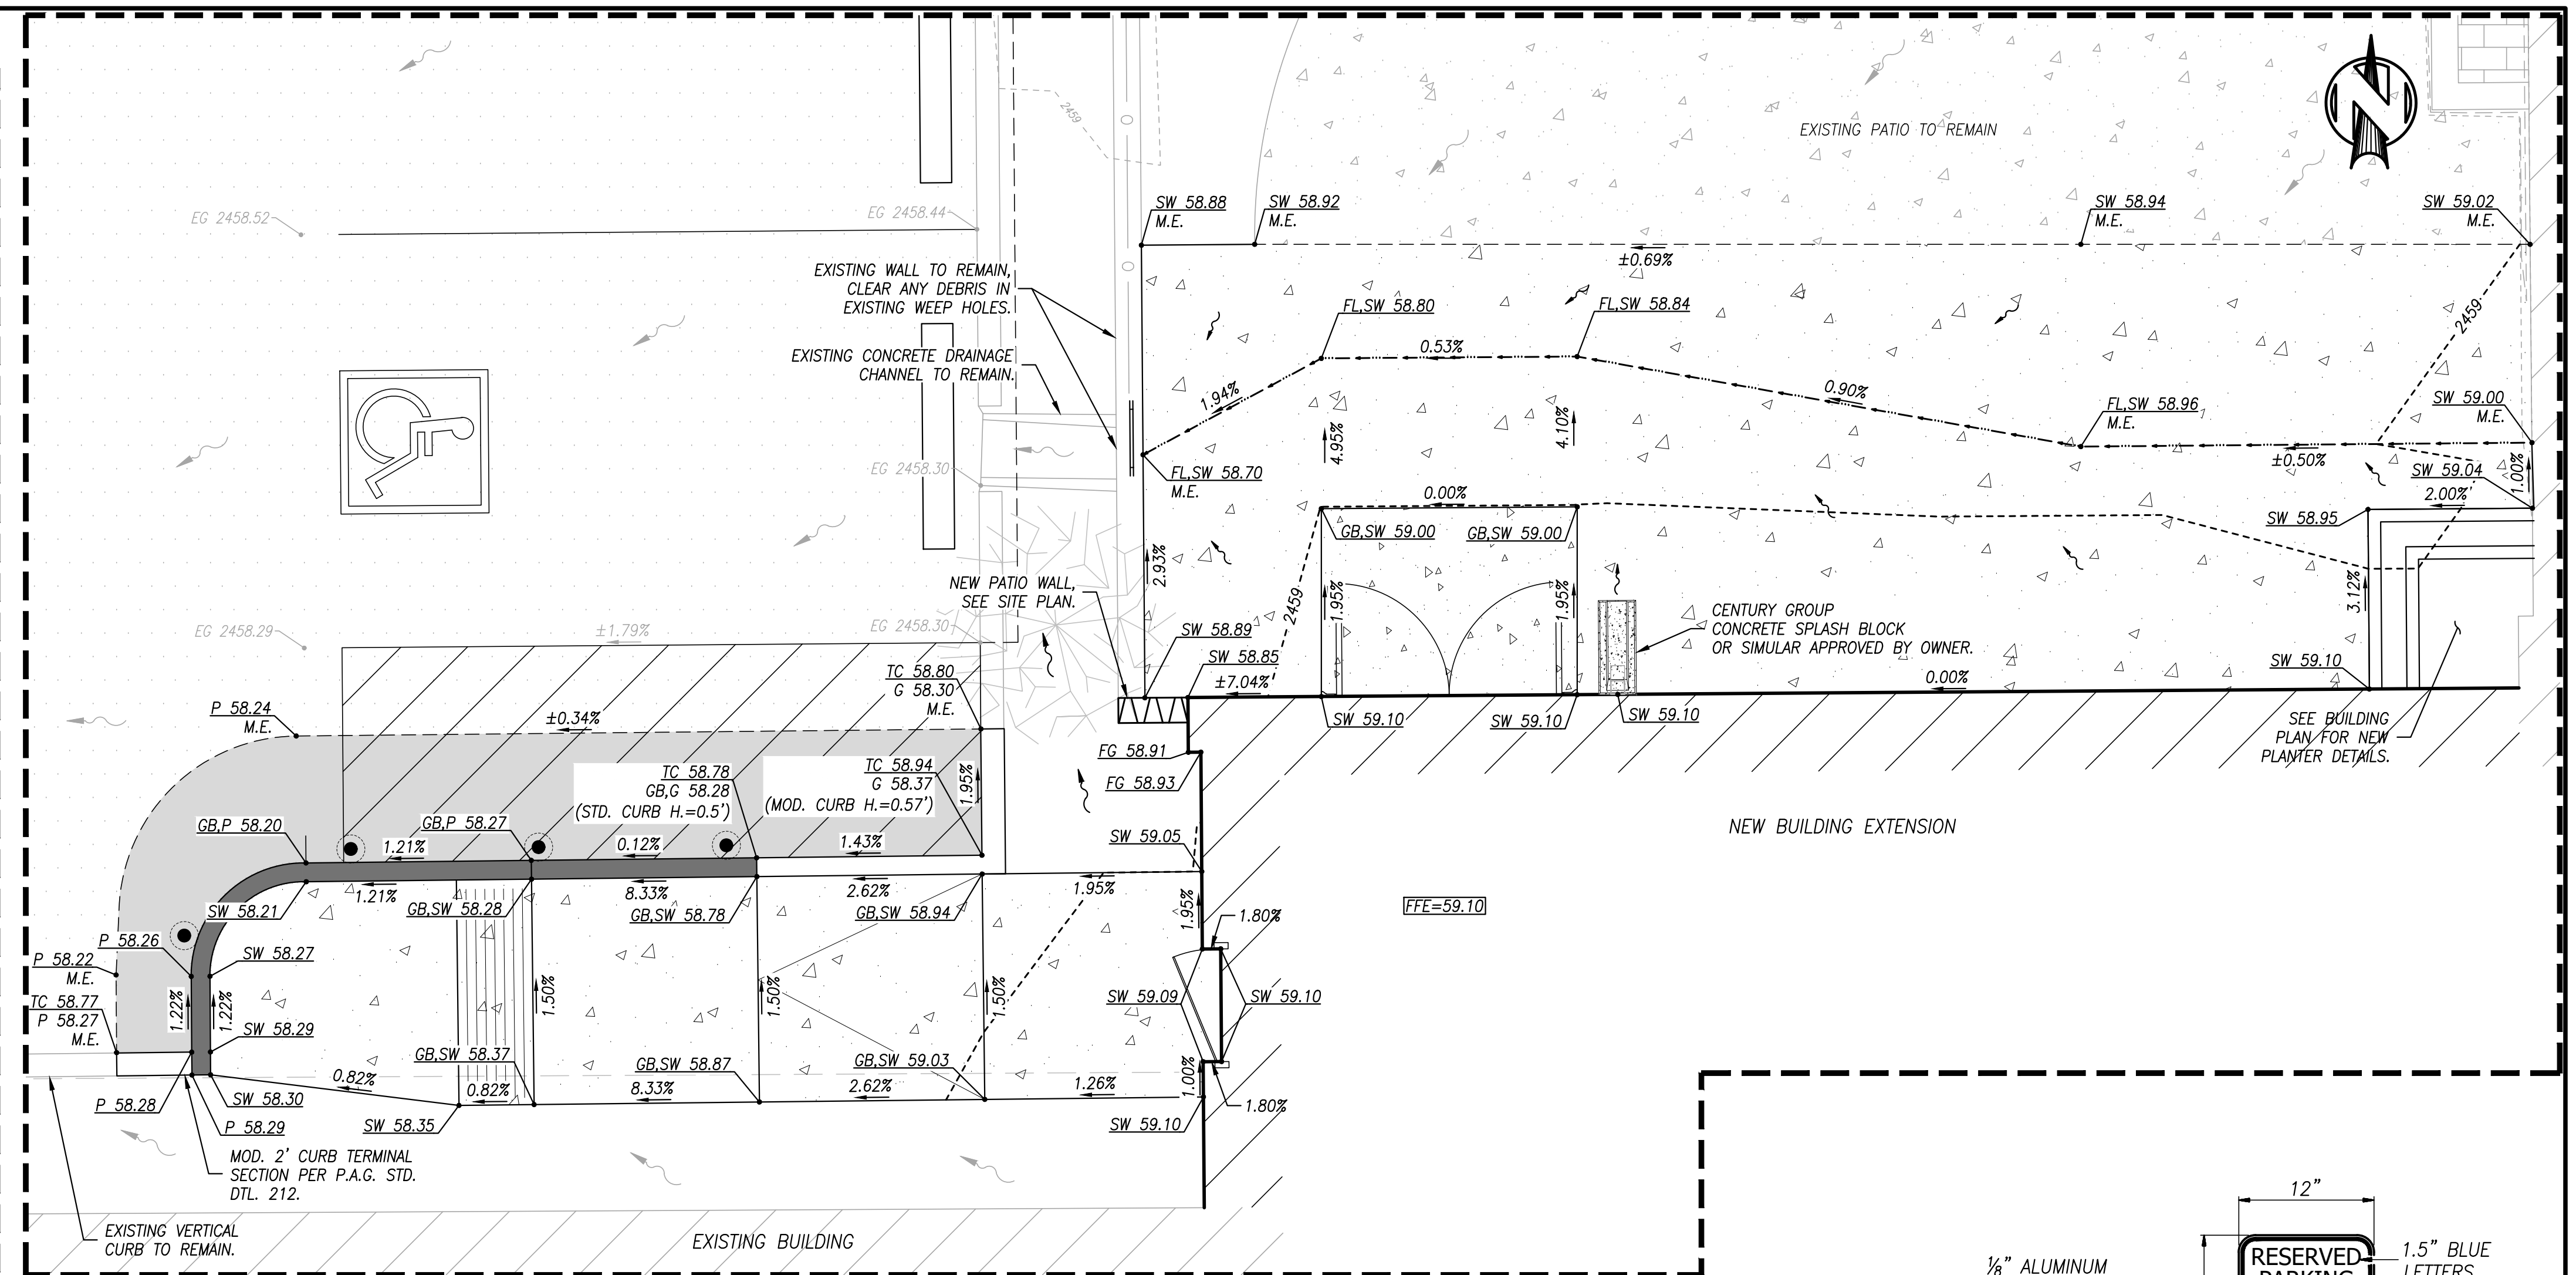 N
2459
EXISTING PATIO TO REMAIN
EG 2458.52
EG 2458.44
SW 58.88
M.E.
SW 58.92
M.E.
SW 58.94
M.E.
SW 59.02
M.E.
±0.69%
EXISTING WALL TO REMAIN,
CLEAR ANY DEBRIS IN
EXISTING WEEP HOLES.
FL,SW 58.80
FL,SW 58.84
2459
EXISTING CONCRETE DRAINAGE
CHANNEL TO REMAIN.
0.53%
1.94%
0.90%
FL,SW 58.96
M.E.
SW 59.00
M.E.
4.95%
4.10%
EG 2458.30
FL,SW 58.70
M.E.
±0.50%
SW 59.04
1.00%
2.00%'
0.00%
GB,SW 59.00
GB,SW 59.00
SW 58.95
2.93%
NEW PATIO WALL,
SEE SITE PLAN.
2459
1.95%
1.95%
3.12%
CENTURY GROUP
CONCRETE SPLASH BLOCK
OR SIMULAR APPROVED BY OWNER.
EG 2458.29
±1.79%
EG 2458.30
SW 58.89
SW 58.85
±7.04%
SW 59.10
0.00%
TC 58.80
G 58.30
M.E.
P 58.24
M.E.
±0.34%
SW 59.10
SW 59.10
SW 59.10
SEE BUILDING
PLAN FOR NEW
PLANTER DETAILS.
FG 58.91
FG 58.93
TC 58.78
GB,G 58.28
(STD. CURB H.=0.5')
TC 58.94
G 58.37
(MOD. CURB H.=0.57')
1.95%
GB,P 58.20
GB,P 58.27
1.21%
0.12%
1.43%
SW 59.05
NEW BUILDING EXTENSION
1.21%
8.33%
2.62%
1.95%
SW 58.21
GB,SW 58.28
GB,SW 58.78
GB,SW 58.94
1.95%
1.80%
FFE=59.10
P 58.26
SW 58.27
P 58.22
M.E.
TC 58.77
P 58.27
M.E.
1.22%
1.22%
1.50%
1.50%
1.50%
SW 59.09
SW 59.10
SW 58.29
GB,SW 58.37
GB,SW 58.87
GB,SW 59.03
0.82%
0.82%
8.33%
2.62%
1.26%
1.00%
1.80%
P 58.28
SW 58.30
P 58.29
SW 58.35
SW 59.10
MOD. 2' CURB TERMINAL
SECTION PER P.A.G. STD.
DTL. 212.
EXISTING VERTICAL
CURB TO REMAIN.
EXISTING BUILDING
12"
⅛" ALUMINUM
RESERVED
PARKING
1.5" BLUE
LETTERS